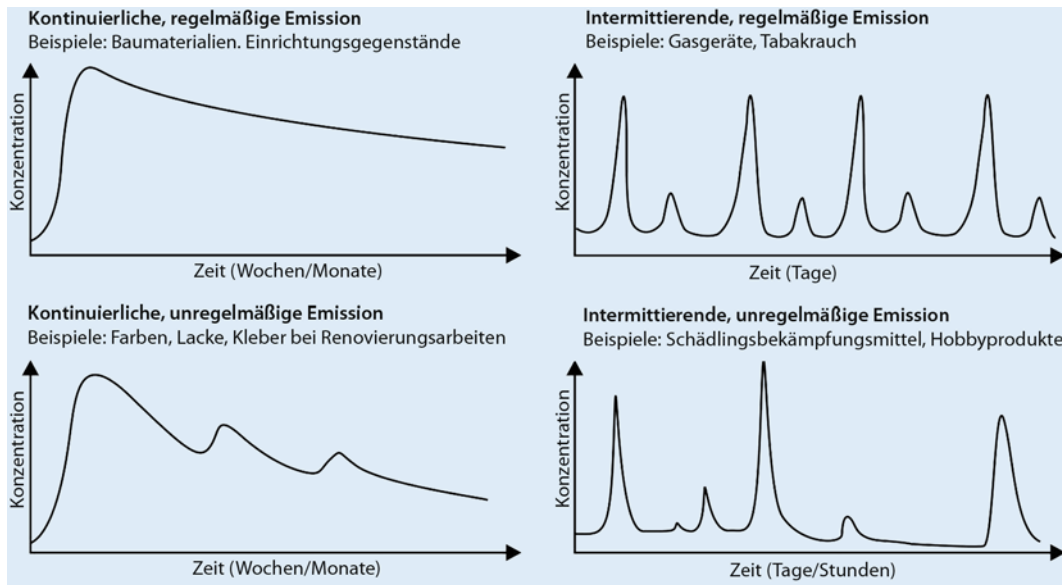 Kontinuierliche, regelmäßige Emission
Beispiele: Baumaterialien. Einrichtungsgegenstände
Konzentration
Zeit (Wochen/Monate)
Intermittierende, regelmäßige Emission
Beispiele: Gasgeräte, Tabakrauch
Konzentration
Zeit (Tage)
Kontinuierliche, unregelmäßige Emission
Beispiele: Farben, Lacke, Kleber bei Renovierungsarbeiten
Konzentration
Zeit (Wochen/Monate)
Intermittierende, unregelmäßige Emission
Beispiele: Schädlingsbekämpfungsmittel, Hobbyprodukte
Konzentration
Zeit (Tage/Stunden)